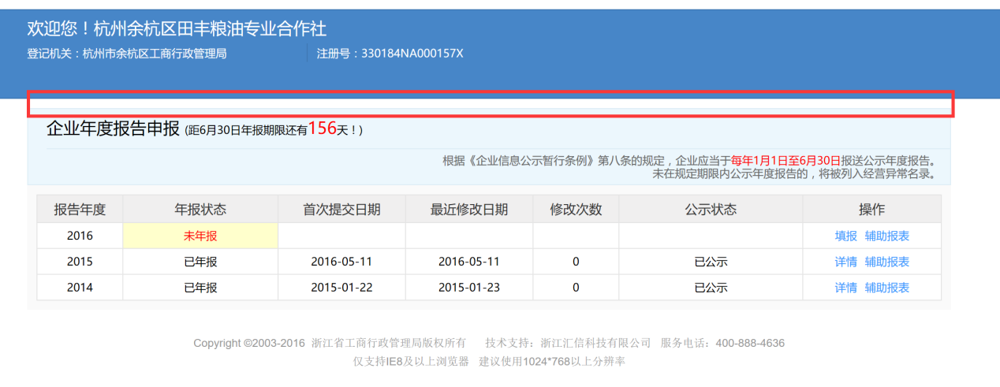 欢迎您！杭州余杭区田丰粮油专业合作社
登记机关：杭州市余杭区工商行政管理局 注册号：330184NA000157X
企业年度报告申报 (距6月30日年报期限还有156天！)
根据《企业信息公示暂行条例》第八条的规定，企业应当于每年1月1日至6月30日报送公示年度报告。
未在规定期限内公示年度报告的，将被列入经营异常名录。
报告年度 年报状态 首次提交日期 最近修改日期 修改次数 公示状态 操作
2016 未年报 填报 辅助报表
2015 已年报 2016-05-11 2016-05-11 0 已公示 详情 辅助报表
2014 已年报 2015-01-22 2015-01-23 0 已公示 详情 辅助报表
Copyright ©2003-2016 浙江省工商行政管理局版权所有 技术支持：浙江汇信科技有限公司 服务电话：400-888-4636
仅支持IE8及以上浏览器 建议使用1024*768以上分辨率